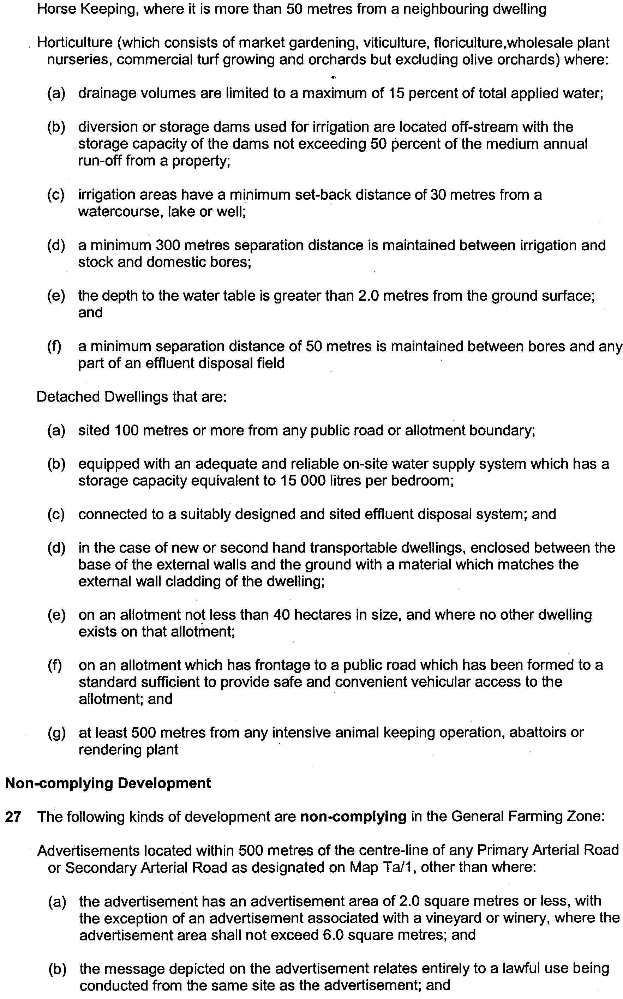 Horse Keeping, where it is more than 50 metres from a neighbouring dwelling
Horticulture (which consists of market gardening, viticulture, floriculture,wholesale plant
nurseries, commercial turf growing and orchards but excluding olive orchards) where:
(a) drainage volumes are limited to a maximum of 15 percent of total applied water;
(b) diversion or storage dams used for irrigation are located off-stream with the
storage capacity of the dams not exceeding 50 percent of the medium annual
run-off from a property;
(c) irrigation areas have a minimum set-back distance of 30 metres from a
watercourse, lake or well;
(d) a minimum 300 metres separation distance is maintained between irrigation and
stock and domestic bores;
(e) the depth to the water table is greater than 2.0 metres from the ground surface;
and
(f) a minimum separation distance of 50 metres is maintained between bores and any
part of an effluent disposal field
Detached Dwellings that are:
(a) sited 100 metres or more from any public road or allotment boundary;
(b) equipped with an adequate and reliable on-site water supply system which has a
storage capacity equivalent to 15 000 litres per bedroom;
(c) connected to a suitably designed and sited effluent disposal system; and
(d) in the case of new or second hand transportable dwellings, enclosed between the
base of the external walls and the ground with a material which matches the
external wall cladding of the dwelling;
(e) on an allotment not less than 40 hectares in size, and where no other dwelling
exists on that allotment;
(f) on an allotment which has frontage to a public road which has been formed to a
standard sufficient to provide safe and convenient vehicular access to the
allotment; and
(g) at least 500 metres from any intensive animal keeping operation, abattoirs or
rendering plant
Non-complying Development
27 The following kinds of development are non-complying in the General Farming Zone:
Advertisements located within 500 metres of the centre-line of any Primary Arterial Road
or Secondary Arterial Road as designated on Map Ta/1, other than where:
(a) the advertisement has an advertisement area of 2.0 square metres or less, with
the exception of an advertisement associated with a vineyard or winery, where the
advertisement area shall not exceed 6.0 square metres; and
(b) the message depicted on the advertisement relates entirely to a lawful use being
conducted from the same site as the advertisement; and